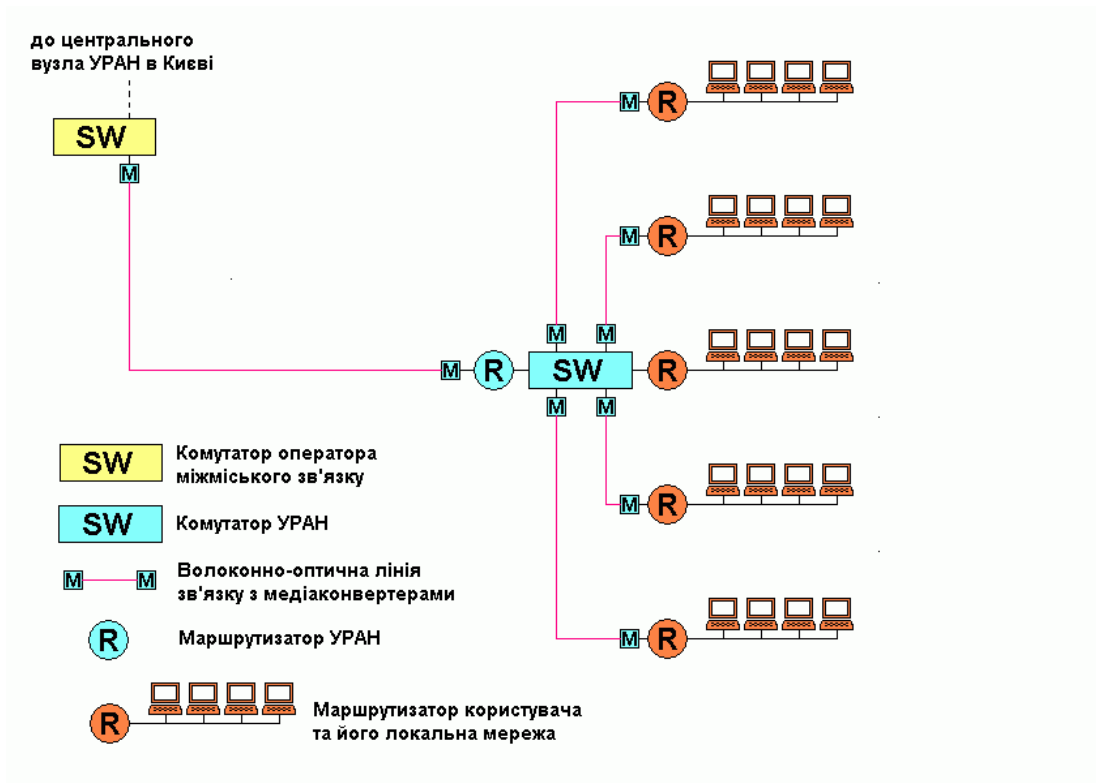 до центрального
вузла УРАН в Києві
SW
M
M
R
M
R
M
M
M
R
SW
R
M
M
M
R
M
R
SW
Комутатор оператора
міжміського зв'язку
SW
Комутатор УРАН
M
M
Волоконно-оптична лінія
зв'язку з медіаконвертерами
R
Маршрутизатор УРАН
R
Маршрутизатор користувача
та його локальна мережа